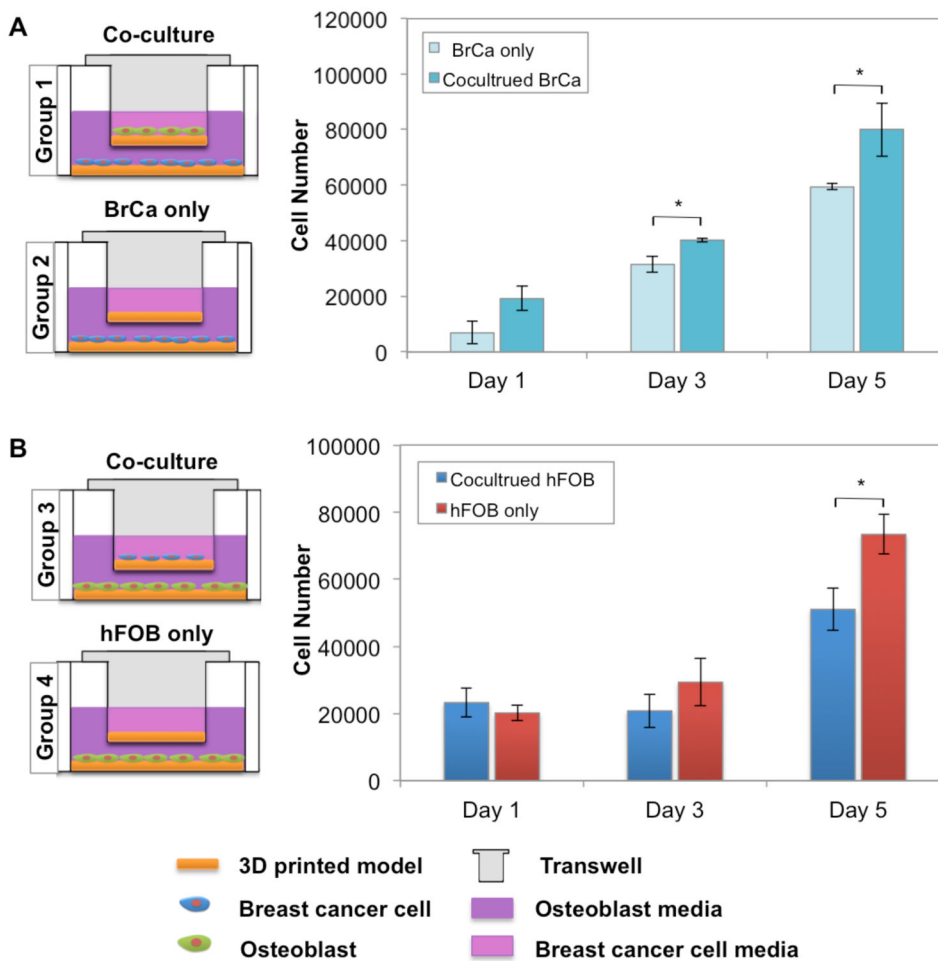 A
Co-culture
Group 1
BrCa only
Group 2
Cell Number
120000
100000
80000
60000
40000
20000
0
BrCa only
Cocultrued BrCa
*
*
Day 1
Day 3
Day 5
B
Co-culture
Group 3
hFOB only
Group 4
Cell Number
100000
80000
60000
40000
20000
0
Cocultrued hFOB
hFOB only
*
Day 1
Day 3
Day 5
3D printed model
Transwell
Breast cancer cell
Osteoblast media
Osteoblast
Breast cancer cell media